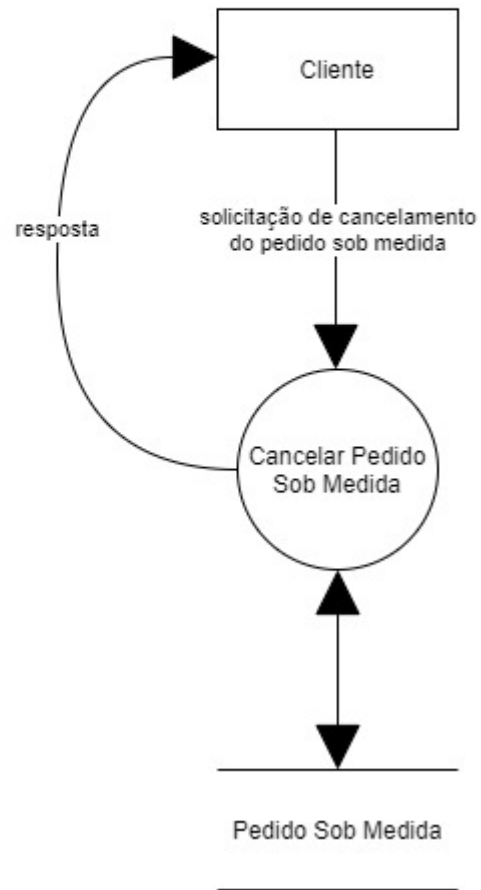 Cliente
solicitação de cancelamento
do pedido sob medida
resposta
Cancelar Pedido
Sob Medida
Pedido Sob Medida